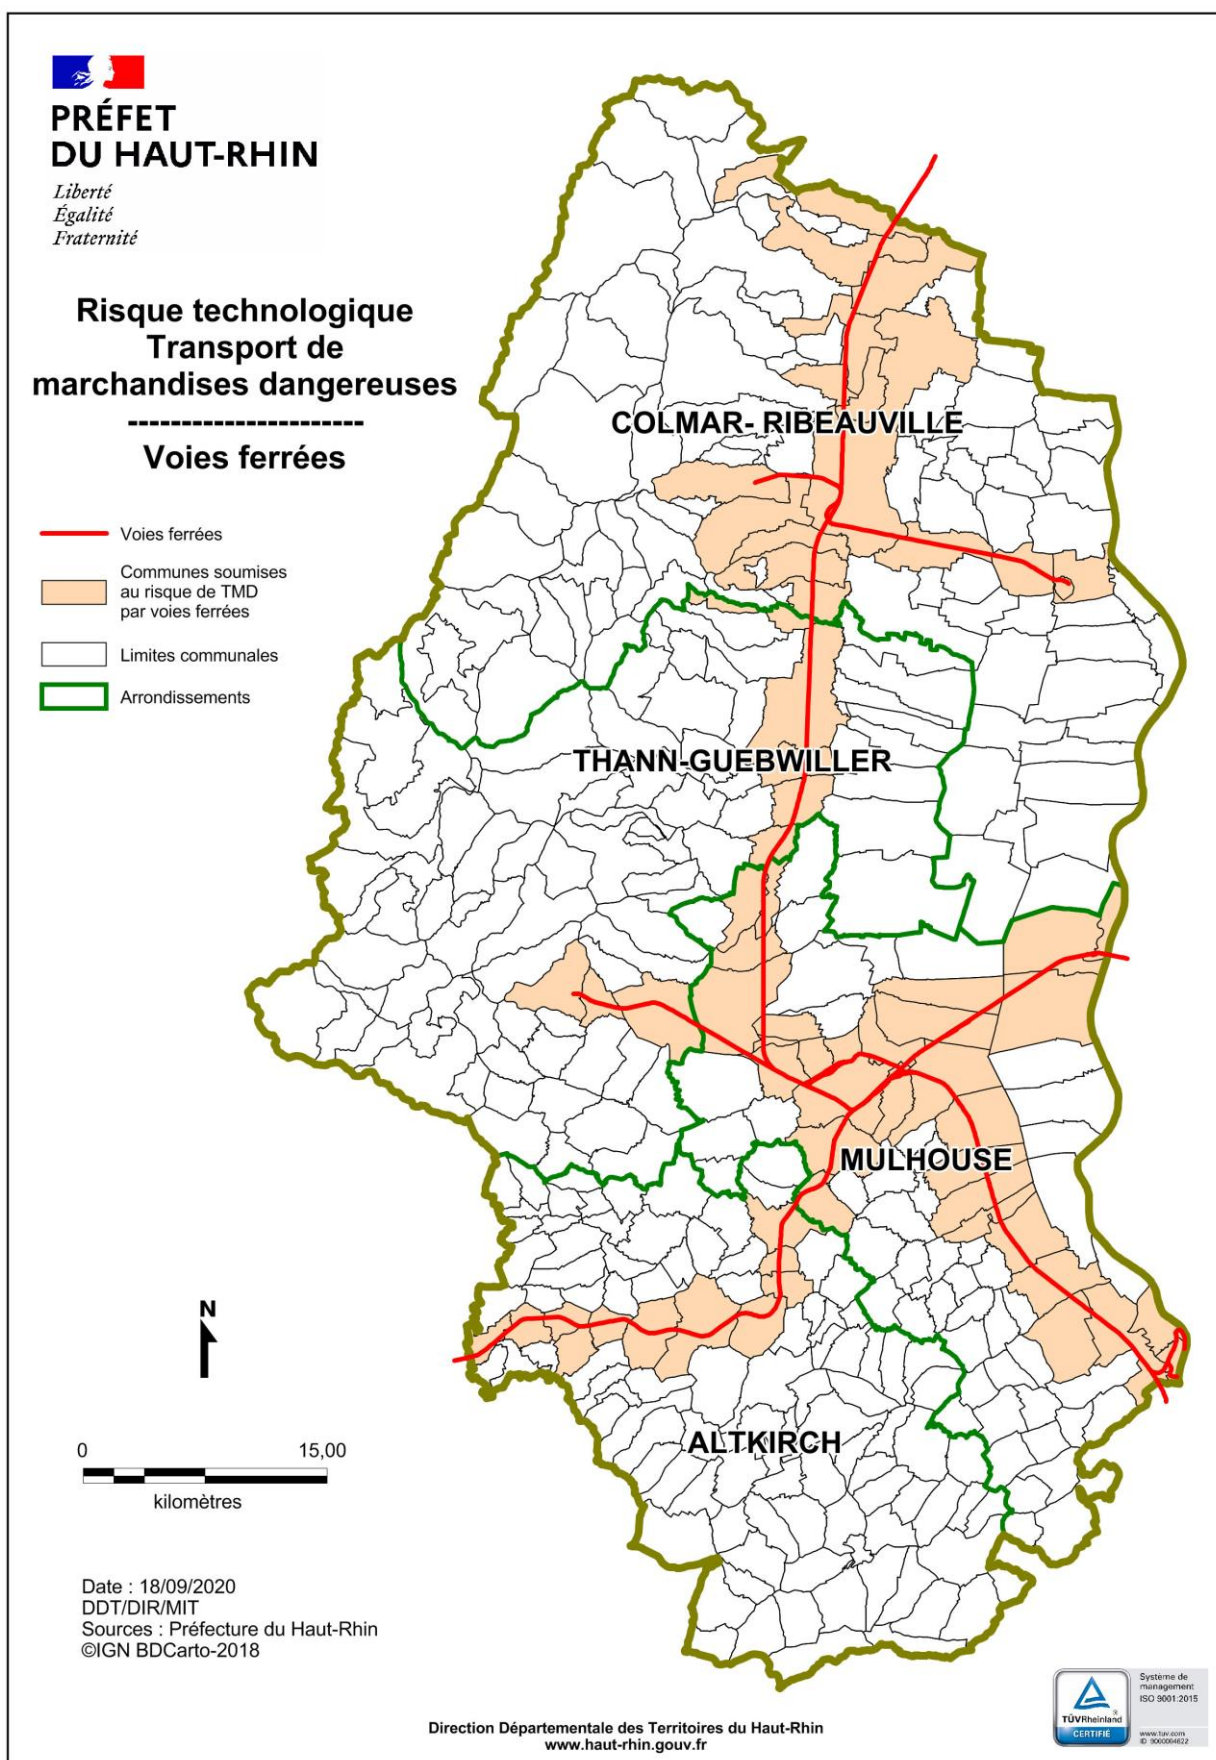 PRÉFET
DU HAUT-RHIN
Liberté
Égalité
Fraternité
Risque technologique
Transport de
marchandises dangereuses
----------------------
Voies ferrées
Voies ferrées
Communes soumises
au risque de TMD
par voies ferrées
Limites communales
Arrondissements
COLMAR- RIBEAUVILLE
THANN-GUEBWILLER
MULHOUSE
ALTKIRCH
N
0 15,00
kilomètres
Date : 18/09/2020
DDT/DIR/MIT
Sources : Préfecture du Haut-Rhin
©IGN BDCarto-2018
Direction Départementale des Territoires du Haut-Rhin
www.haut-rhin.gouv.fr
TÜVRheinland
CERTIFIÉ
Système de
management
ISO 9001:2015
www.tuv.com